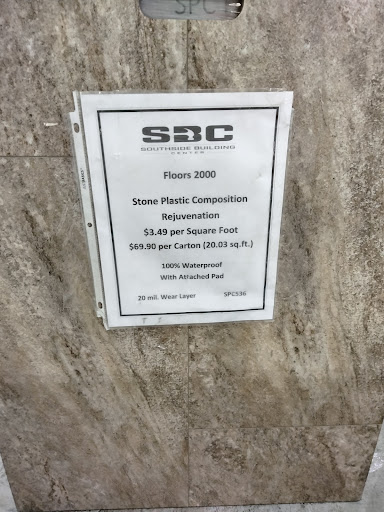 SPC
SBC
SOUTHSIDE BUILDING
CENTER
Floors 2000
Stone Plastic Composition
Rejuvenation
$3.49 per Square Foot
$69.90 per Carton (20.03 sq.ft.)
100% Waterproof
With Attached Pad
20 mil. Wear Layer SPC536